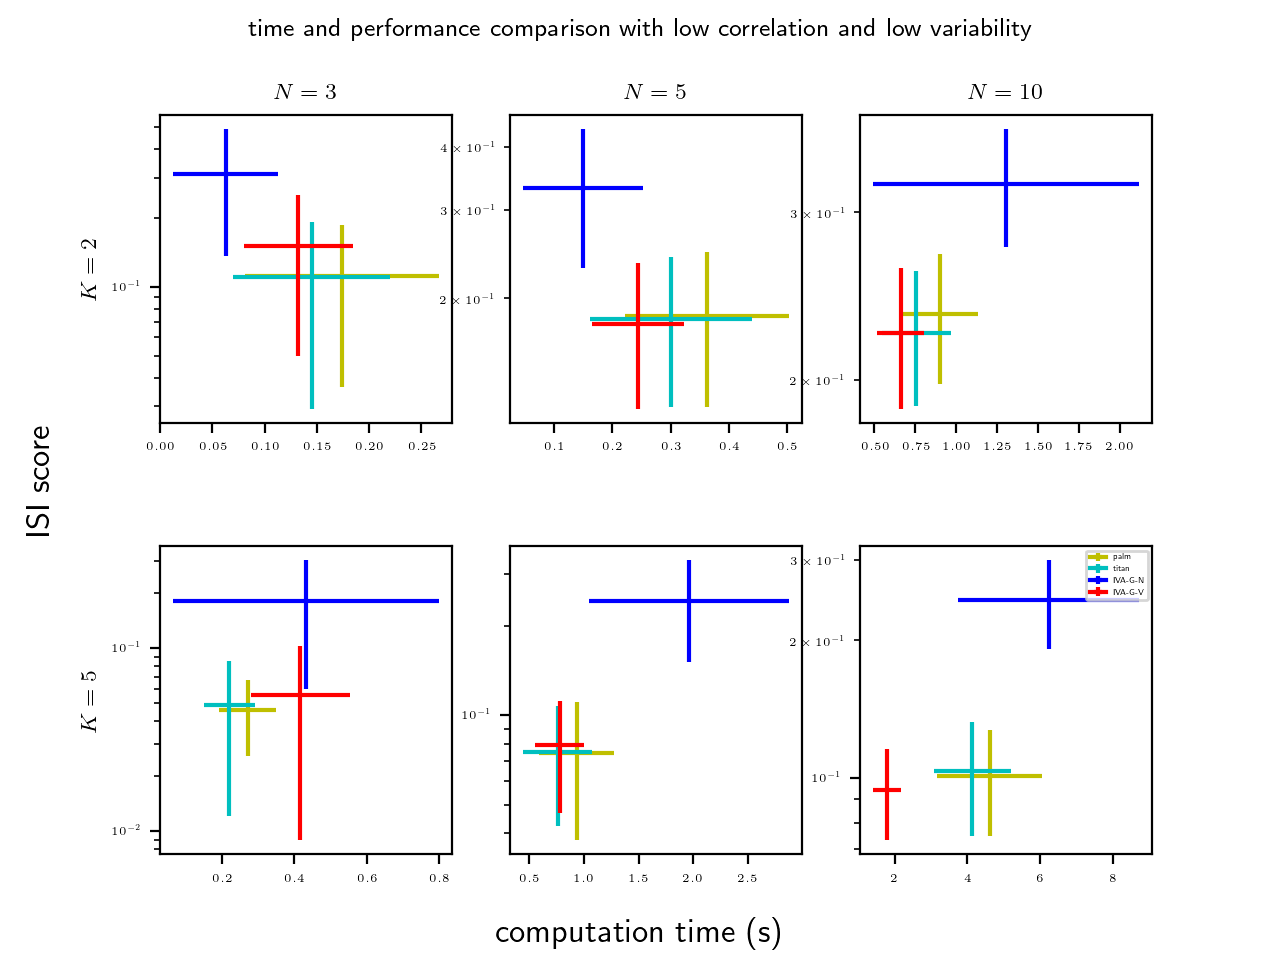 time and performance comparison with low correlation and low variability
N = 3
N = 5
N = 10
K = 2
10⁻¹
0.00 0.05 0.10 0.15 0.20 0.25
4 × 10⁻¹
3 × 10⁻¹
2 × 10⁻¹
0.1 0.2 0.3 0.4 0.5
3 × 10⁻¹
2 × 10⁻¹
0.50 0.75 1.00 1.25 1.50 1.75 2.00
ISI score
K = 5
10⁻¹
10⁻²
0.2 0.4 0.6 0.8
10⁻¹
0.5 1.0 1.5 2.0 2.5
3 × 10⁻¹
2 × 10⁻¹
10⁻¹
2 4 6 8
palm
titan
IVA-G-N
IVA-G-V
computation time (s)